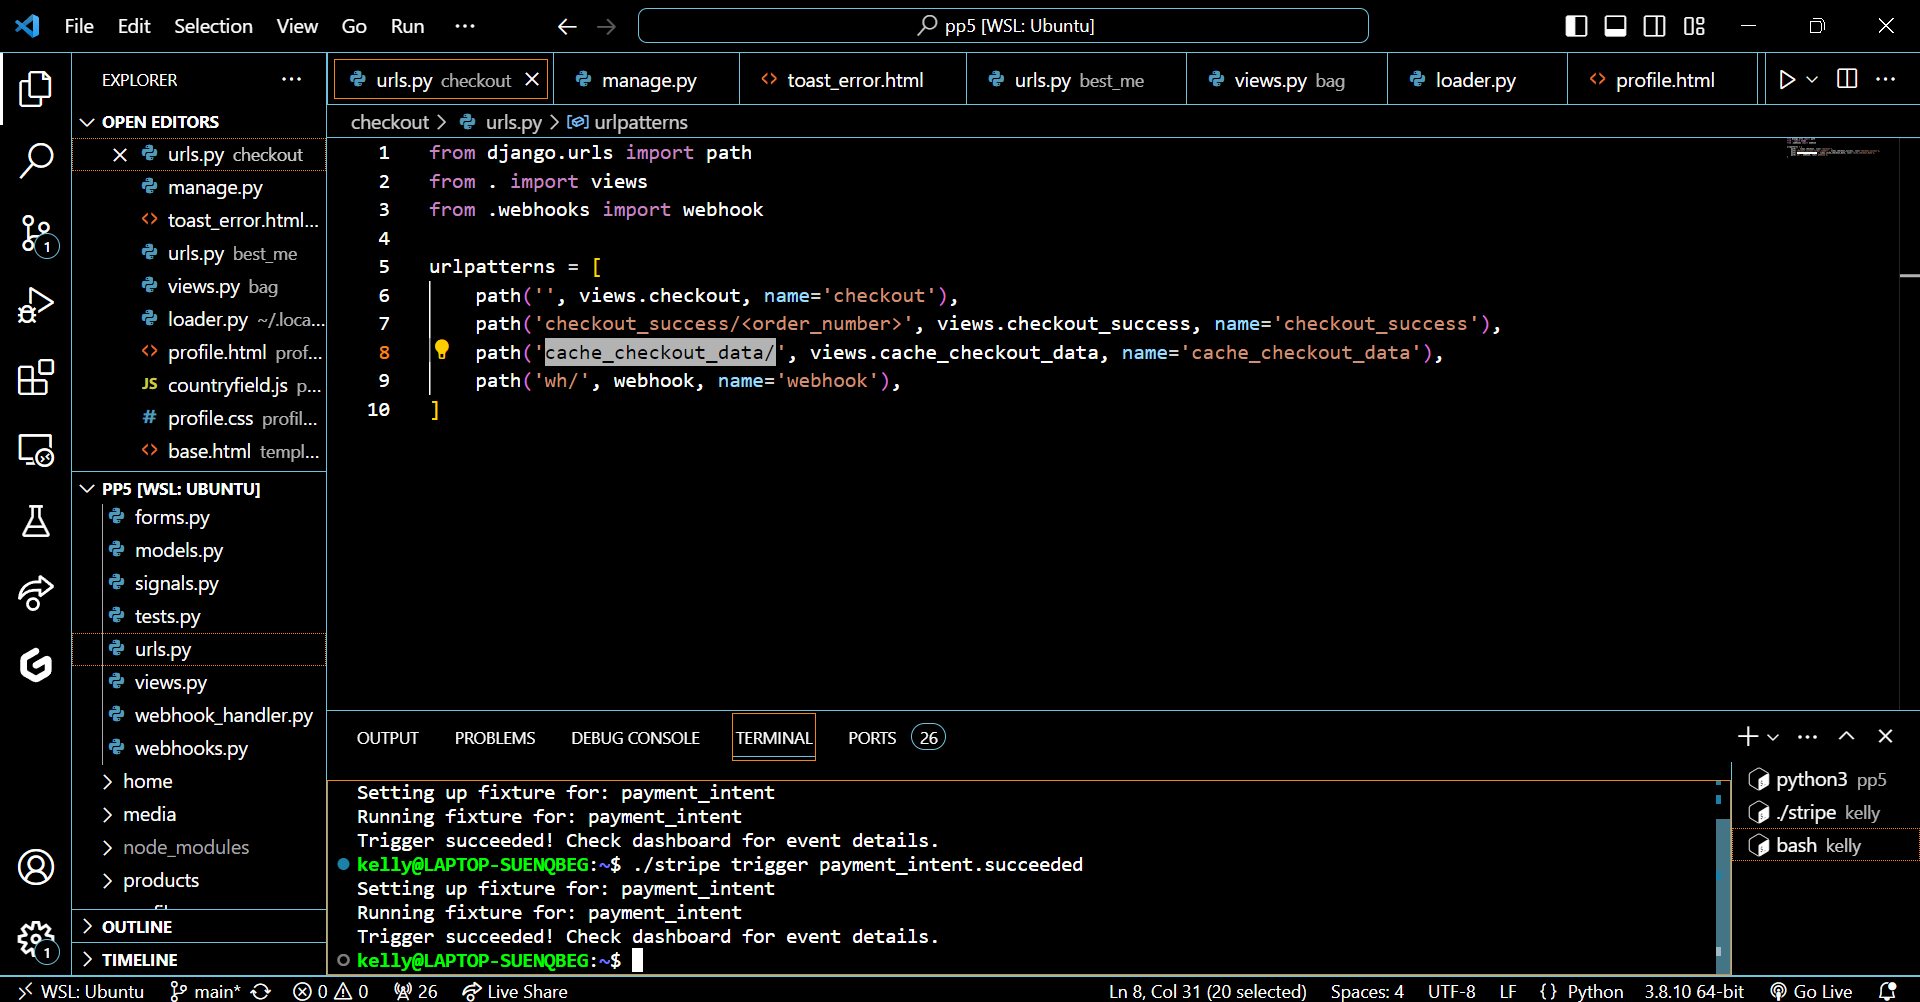 File Edit Selection View Go Run ··· pp5 [WSL: Ubuntu]
EXPLORER ···
urls.py checkout manage.py toast_error.html urls.py best_me views.py bag loader.py profile.html ···
checkout > urls.py > urlpatterns
OPEN EDITORS
urls.py checkout
manage.py
toast_error.html...
urls.py best_me
views.py bag
loader.py ~/.loca...
profile.html prof...
JS countryfield.js p...
# profile.css profil...
base.html templ...
PP5 [WSL: UBUNTU]
forms.py
models.py
signals.py
tests.py
urls.py
views.py
webhook_handler.py
webhooks.py
home
media
node_modules
products
OUTLINE
TIMELINE
1 from django.urls import path
2 from . import views
3 from .webhooks import webhook
4
5 urlpatterns = [
6 path('', views.checkout, name='checkout'),
7 path('checkout_success/<order_number>', views.checkout_success, name='checkout_success'),
8 path('cache_checkout_data/', views.cache_checkout_data, name='cache_checkout_data'),
9 path('wh/', webhook, name='webhook'),
10 ]
OUTPUT PROBLEMS DEBUG CONSOLE TERMINAL PORTS 26
Setting up fixture for: payment_intent
Running fixture for: payment_intent
Trigger succeeded! Check dashboard for event details.
kelly@LAPTOP-SUENQBEG:~$ ./stripe trigger payment_intent.succeeded
Setting up fixture for: payment_intent
Running fixture for: payment_intent
Trigger succeeded! Check dashboard for event details.
kelly@LAPTOP-SUENQBEG:~$
python3 pp5
./stripe kelly
bash kelly
1
1
WSL: Ubuntu main* 0 0 26 Live Share Ln 8, Col 31 (20 selected) Spaces: 4 UTF-8 LF {} Python 3.8.10 64-bit Go Live